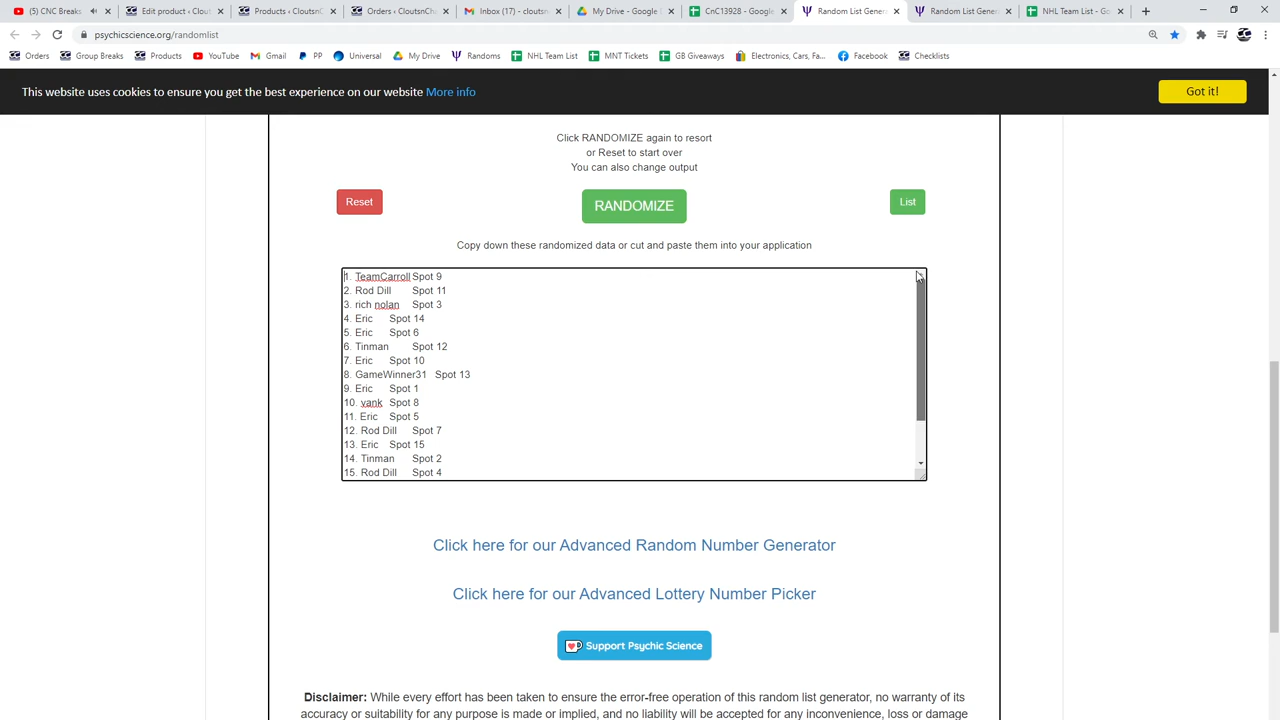 (5) CNC Breaks
Edit product · Clou
Products · CloutsnC
Orders · CloutsnCh
Inbox (17) - clouts
My Drive - Google
CnC13928 - Google
Random List Gener
Random List Gener
NHL Team List - Go
psychicscience.org/randomlist
Orders
Group Breaks
Products
YouTube
Gmail
PP
Universal
My Drive
Randoms
NHL Team List
MNT Tickets
GB Giveaways
Electronics, Cars, Fa...
Facebook
Checklists
This website uses cookies to ensure you get the best experience on our website More info
Got it!
Click RANDOMIZE again to resort
or Reset to start over
You can also change output
Reset
RANDOMIZE
List
Copy down these randomized data or cut and paste them into your application
1. TeamCarroll Spot 9
2. Rod Dill Spot 11
3. rich nolan Spot 3
4. Eric Spot 14
5. Eric Spot 6
6. Tinman Spot 12
7. Eric Spot 10
8. GameWinner31 Spot 13
9. Eric Spot 1
10. vank Spot 8
11. Eric Spot 5
12. Rod Dill Spot 7
13. Eric Spot 15
14. Tinman Spot 2
15. Rod Dill Spot 4
Click here for our Advanced Random Number Generator
Click here for our Advanced Lottery Number Picker
Support Psychic Science
Disclaimer: While every effort has been taken to ensure the error-free operation of this random list generator, no warranty of its
accuracy or suitability for any purpose is made or implied, and no liability will be accepted for any inconvenience, loss or damage